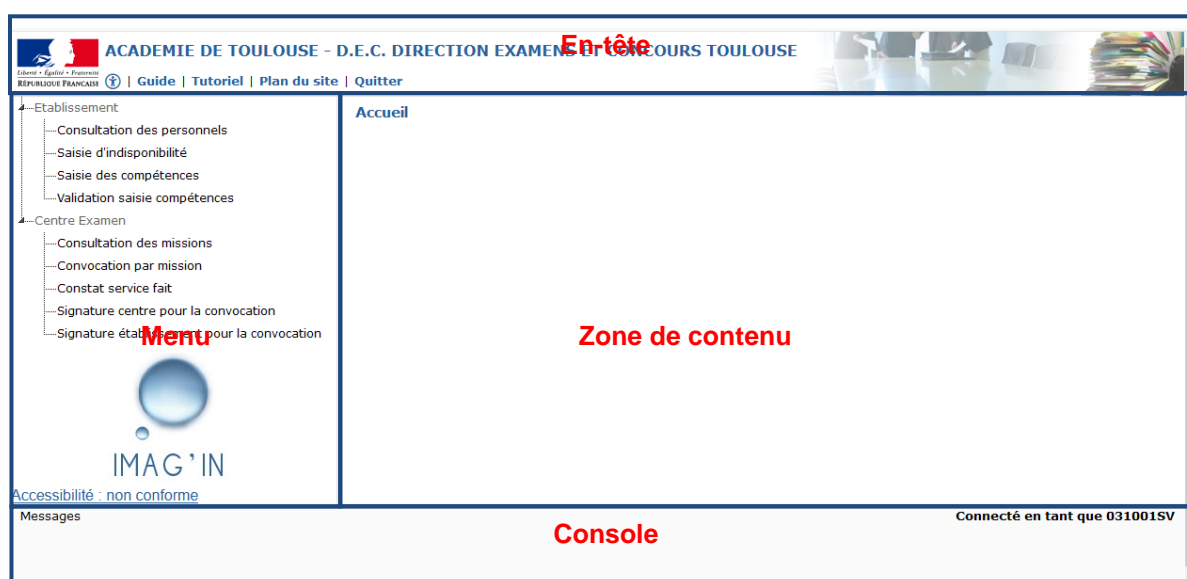 ACADEMIE DE TOULOUSE - D.E.C. DIRECTION EXAMENS ET CONCOURS TOULOUSE
En-tête
Liberté • Égalité • Fraternité
RÉPUBLIQUE FRANÇAISE
| Guide | Tutoriel | Plan du site | Quitter
Etablissement
Consultation des personnels
Saisie d'indisponibilité
Saisie des compétences
Validation saisie compétences
Centre Examen
Consultation des missions
Convocation par mission
Constat service fait
Signature centre pour la convocation
Signature établissement pour la convocation
Menu
IMAG'IN
Accessibilité : non conforme
Accueil
Zone de contenu
Messages
Console
Connecté en tant que 031001SV